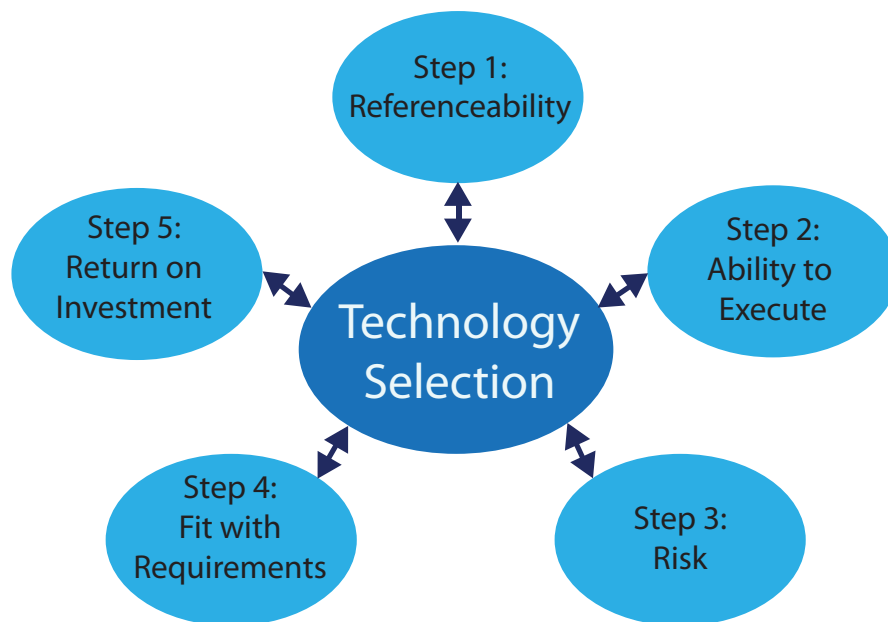 Step 1:
Referenceability
Step 2:
Ability to
Execute
Step 3:
Risk
Step 4:
Fit with
Requirements
Step 5:
Return on
Investment
Technology
Selection